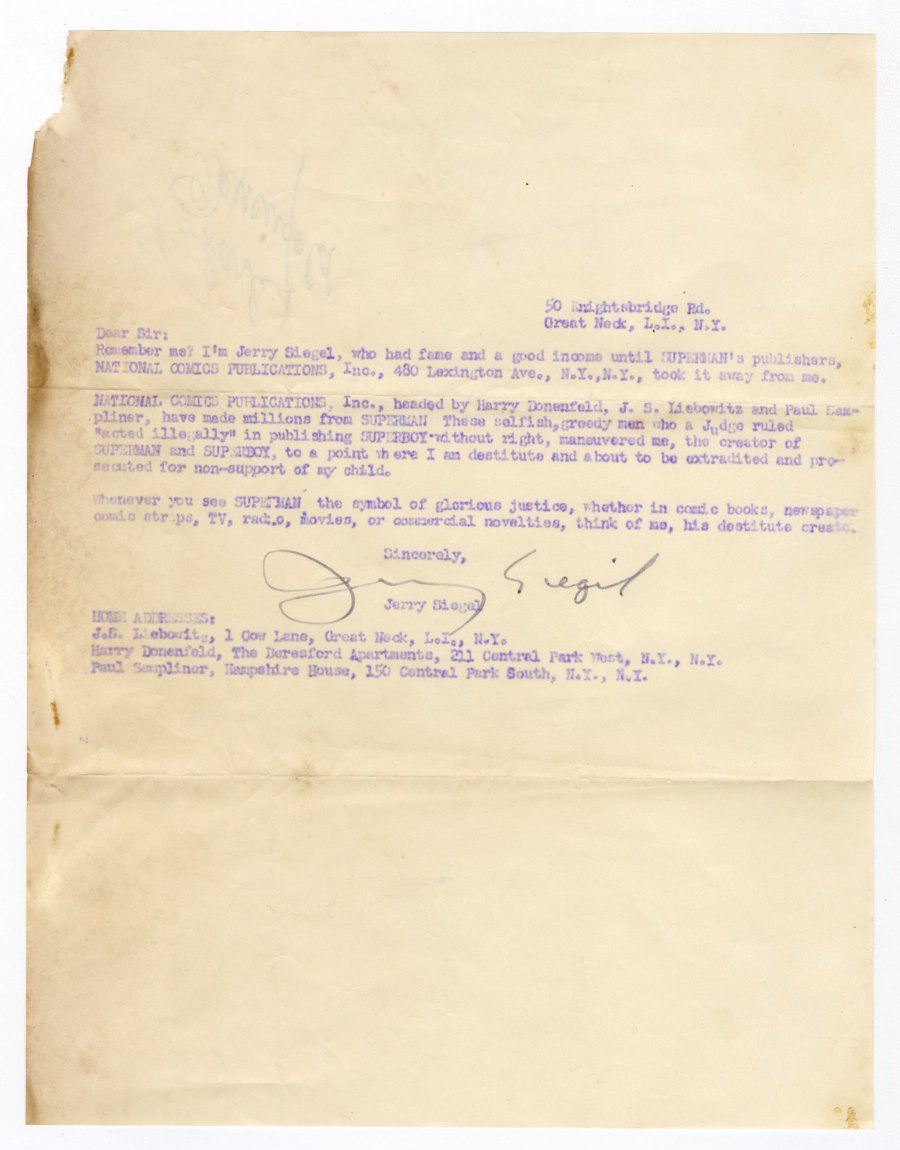 50 Knightsbridge Rd.
Great Neck, L.I., N.Y.
Dear Sir:
Remember me? I'm Jerry Siegel, who had fame and a good income until SUPERMAN's publishers,
NATIONAL COMICS PUBLICATIONS, Inc., 480 Lexington Ave., N.Y.,N.Y., took it away from me.
NATIONAL COMICS PUBLICATIONS, Inc., headed by Harry Donenfeld, J. S. Liebowitz and Paul Sam-
pliner, have made millions from SUPERMAN These selfish,greedy men who a Judge ruled
"acted illegally" in publishing SUPERBOY without right, maneuvered me, the creator of
SUPERMAN and SUPERBOY, to a point where I am destitute and about to be extradited and pro-
secuted for non-support of my child.
Whenever you see SUPERMAN the symbol of glorious justice, whether in comic books, newspaper
comic strips, TV, radio, movies, or commercial novelties, think of me, his destitute creato.
Sincerely,
Jerry Siegel
Jerry Siegel
HOME ADDRESSES:
J.S. Liebowitz, 1 Cow Lane, Great Neck, L.I., N.Y.
Harry Donenfeld, The Beresford Apartments, 211 Central Park West, N.Y., N.Y.
Paul Sampliner, Hampshire House, 150 Central Park South, N.Y., N.Y.